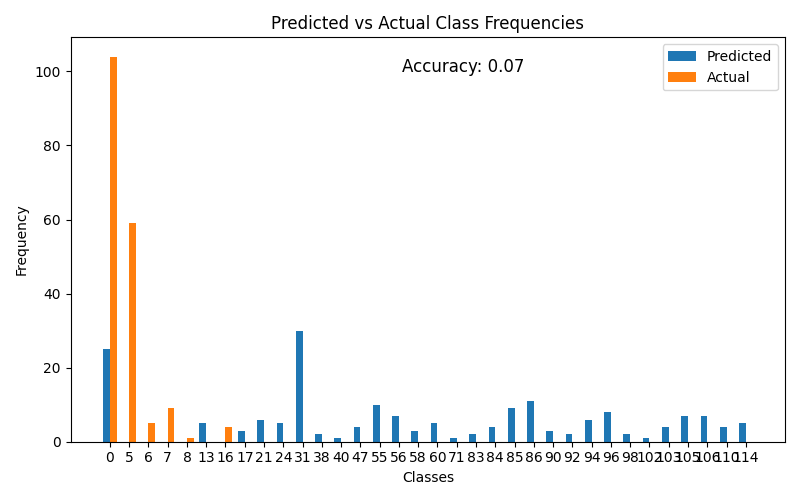 Predicted vs Actual Class Frequencies
Accuracy: 0.07
Predicted
Actual
Frequency
100
80
60
40
20
0
0 5 6 7 8 13 16 17 21 24 31 38 40 47 55 56 58 60 71 83 84 85 86 90 92 94 96 98 102 103 105 106 110 114
Classes